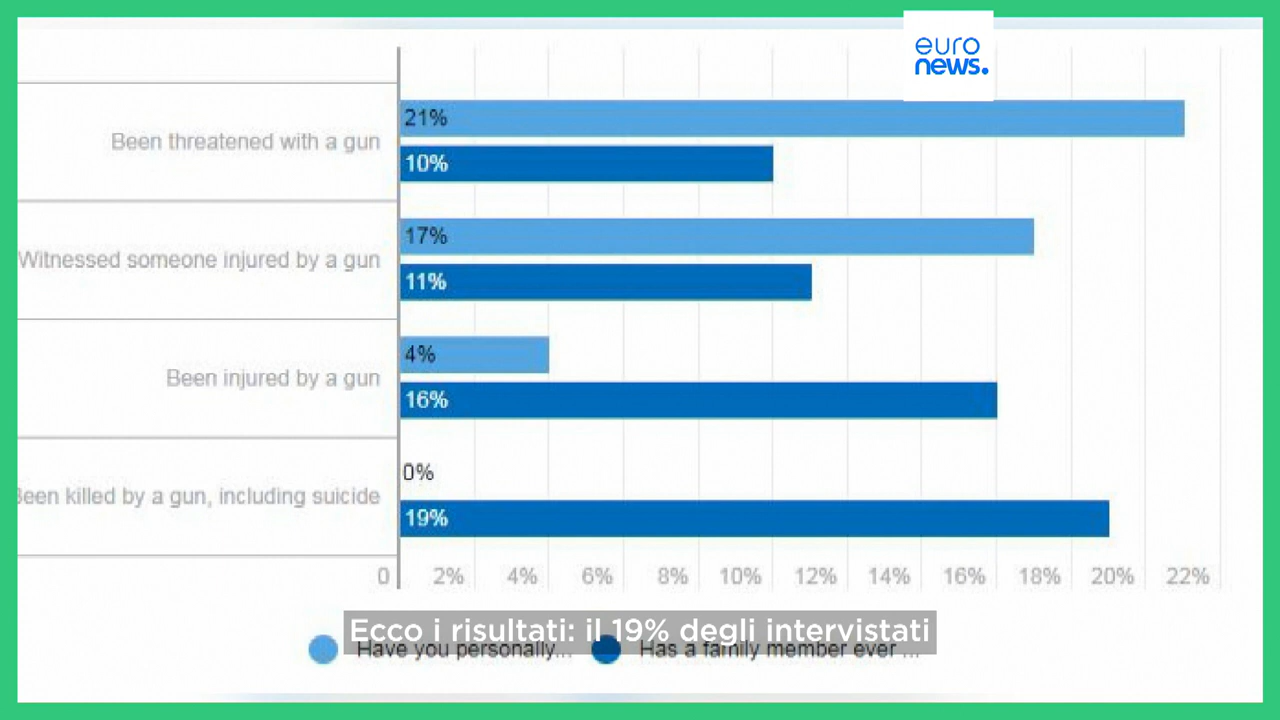 euro
news.
Been threatened with a gun
21%
10%
Witnessed someone injured by a gun
17%
11%
Been injured by a gun
4%
16%
Been killed by a gun, including suicide
0%
19%
0 2% 4% 6% 8% 10% 12% 14% 16% 18% 20% 22%
Ecco i risultati: il 19% degli intervistati
Have you personally... Has a family member ever ...